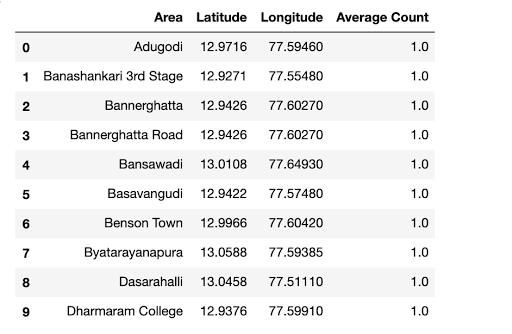 Area Latitude Longitude Average Count
0 Adugodi 12.9716 77.59460 1.0
1 Banashankari 3rd Stage 12.9271 77.55480 1.0
2 Bannerghatta 12.9426 77.60270 1.0
3 Bannerghatta Road 12.9426 77.60270 1.0
4 Bansawadi 13.0108 77.64930 1.0
5 Basavangudi 12.9422 77.57480 1.0
6 Benson Town 12.9966 77.60420 1.0
7 Byatarayanapura 13.0588 77.59385 1.0
8 Dasarahalli 13.0458 77.51110 1.0
9 Dharmaram College 12.9376 77.59910 1.0